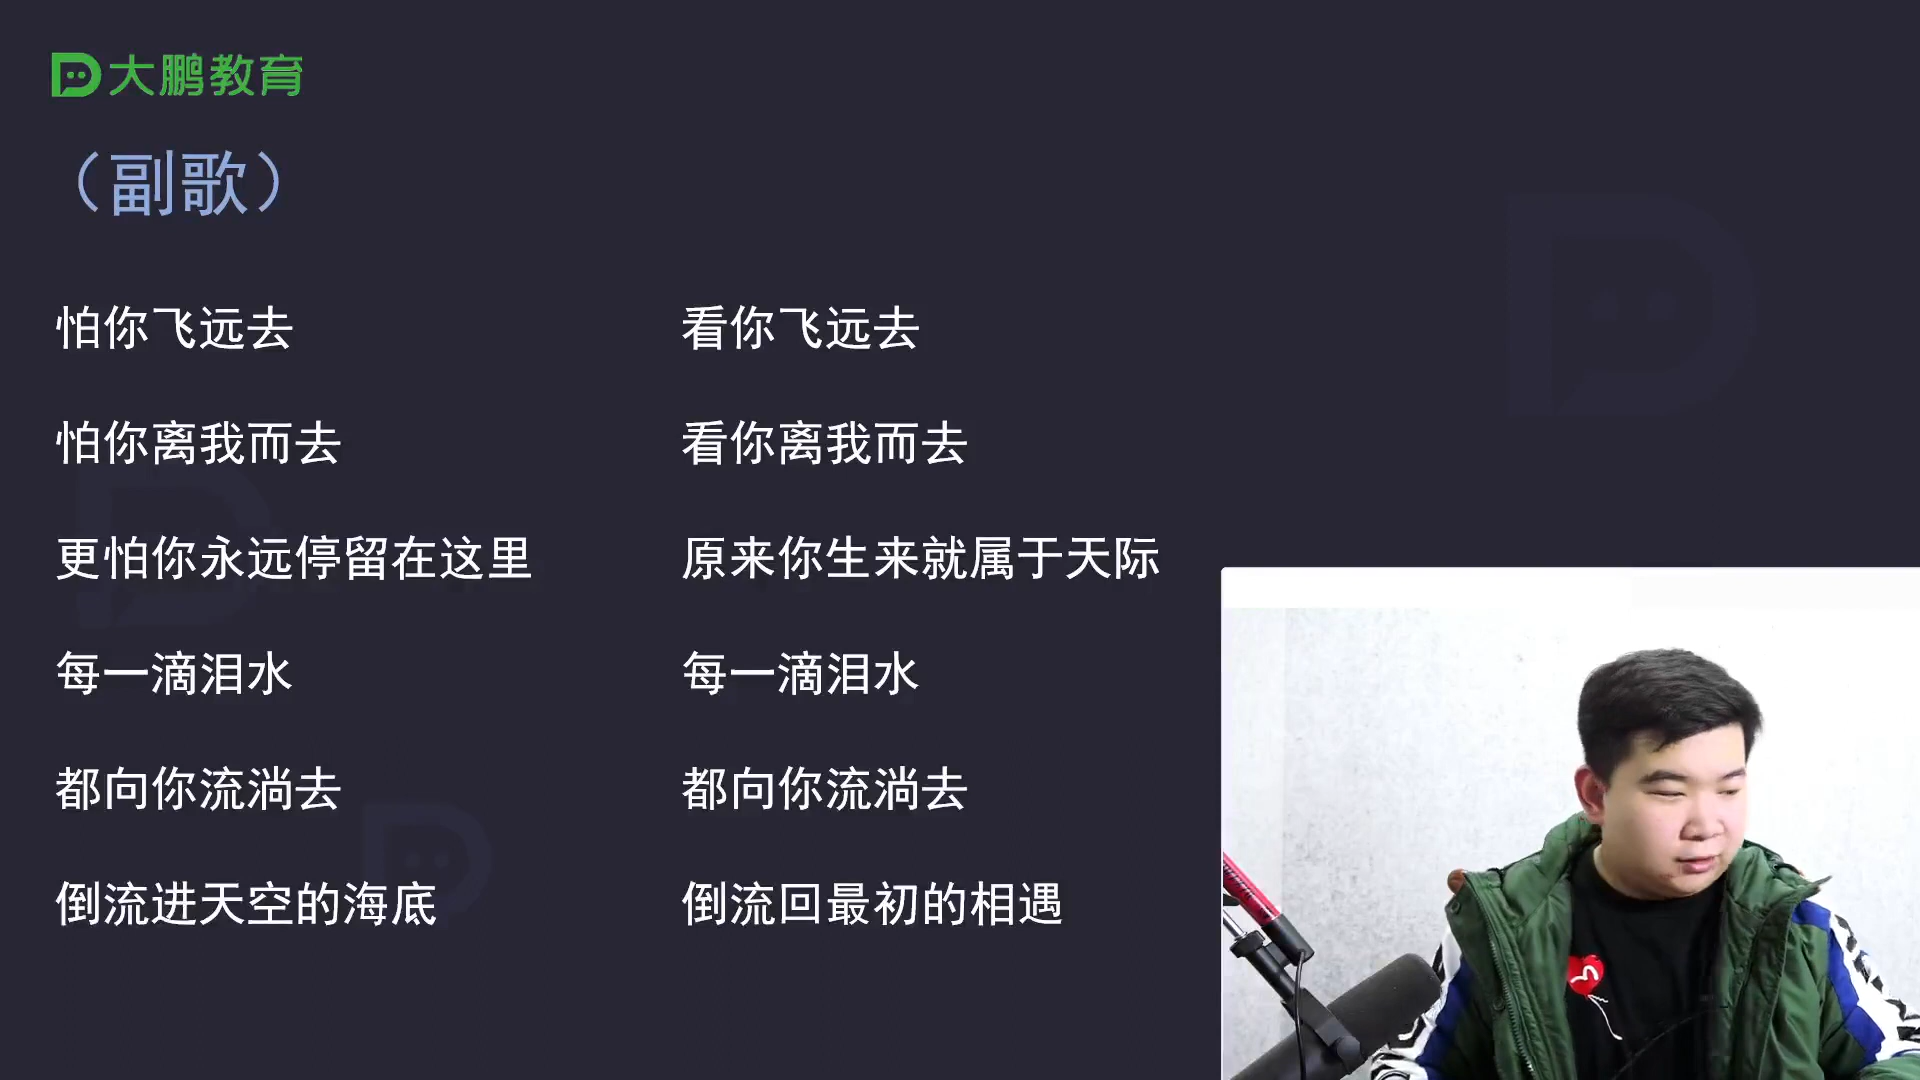 大鹏教育
（副歌）
怕你飞远去
怕你离我而去
更怕你永远停留在这里
每一滴泪水
都向你流淌去
倒流进天空的海底
看你飞远去
看你离我而去
原来你生来就属于天际
每一滴泪水
都向你流淌去
倒流回最初的相遇